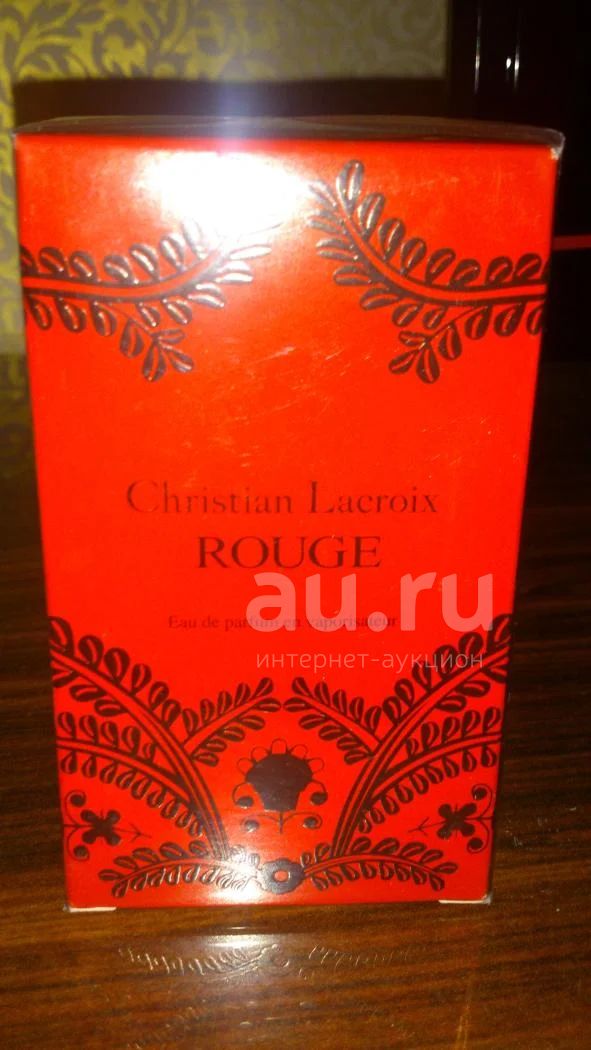 Christian Lacroix
ROUGE
au.ru
Eau de parfum en vaporisateur
интернет-аукцион